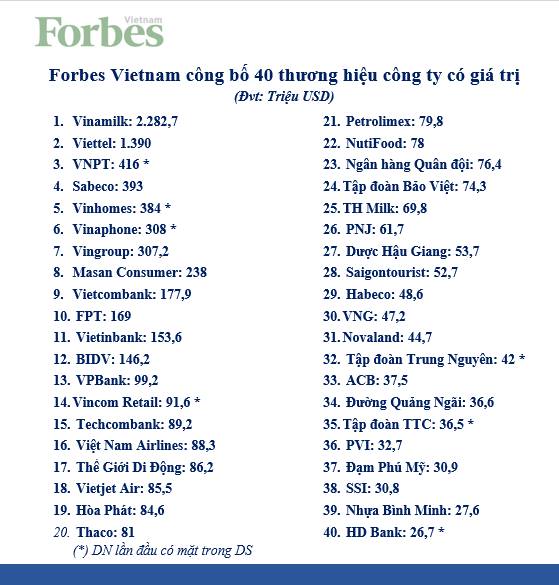 Forbes
Vietnam
Forbes Vietnam công bố 40 thương hiệu công ty có giá trị
(Đvt: Triệu USD)
1. Vinamilk: 2.282,7
2. Viettel: 1.390
3. VNPT: 416 *
4. Sabeco: 393
5. Vinhomes: 384 *
6. Vinaphone: 308 *
7. Vingroup: 307,2
8. Masan Consumer: 238
9. Vietcombank: 177,9
10. FPT: 169
11. Vietinbank: 153,6
12. BIDV: 146,2
13. VPBank: 99,2
14. Vincom Retail: 91,6 *
15. Techcombank: 89,2
16. Việt Nam Airlines: 88,3
17. Thế Giới Di Động: 86,2
18. Vietjet Air: 85,5
19. Hòa Phát: 84,6
20. Thaco: 81
(*) DN lần đầu có mặt trong DS
21. Petrolimex: 79,8
22. NutiFood: 78
23. Ngân hàng Quân đội: 76,4
24. Tập đoàn Bảo Việt: 74,3
25. TH Milk: 69,8
26. PNJ: 61,7
27. Dược Hậu Giang: 53,7
28. Saigontourist: 52,7
29. Habeco: 48,6
30. VNG: 47,2
31. Novaland: 44,7
32. Tập đoàn Trung Nguyên: 42 *
33. ACB: 37,5
34. Đường Quảng Ngãi: 36,6
35. Tập đoàn TTC: 36,5 *
36. PVI: 32,7
37. Đạm Phú Mỹ: 30,9
38. SSI: 30,8
39. Nhựa Bình Minh: 27,6
40. HD Bank: 26,7 *